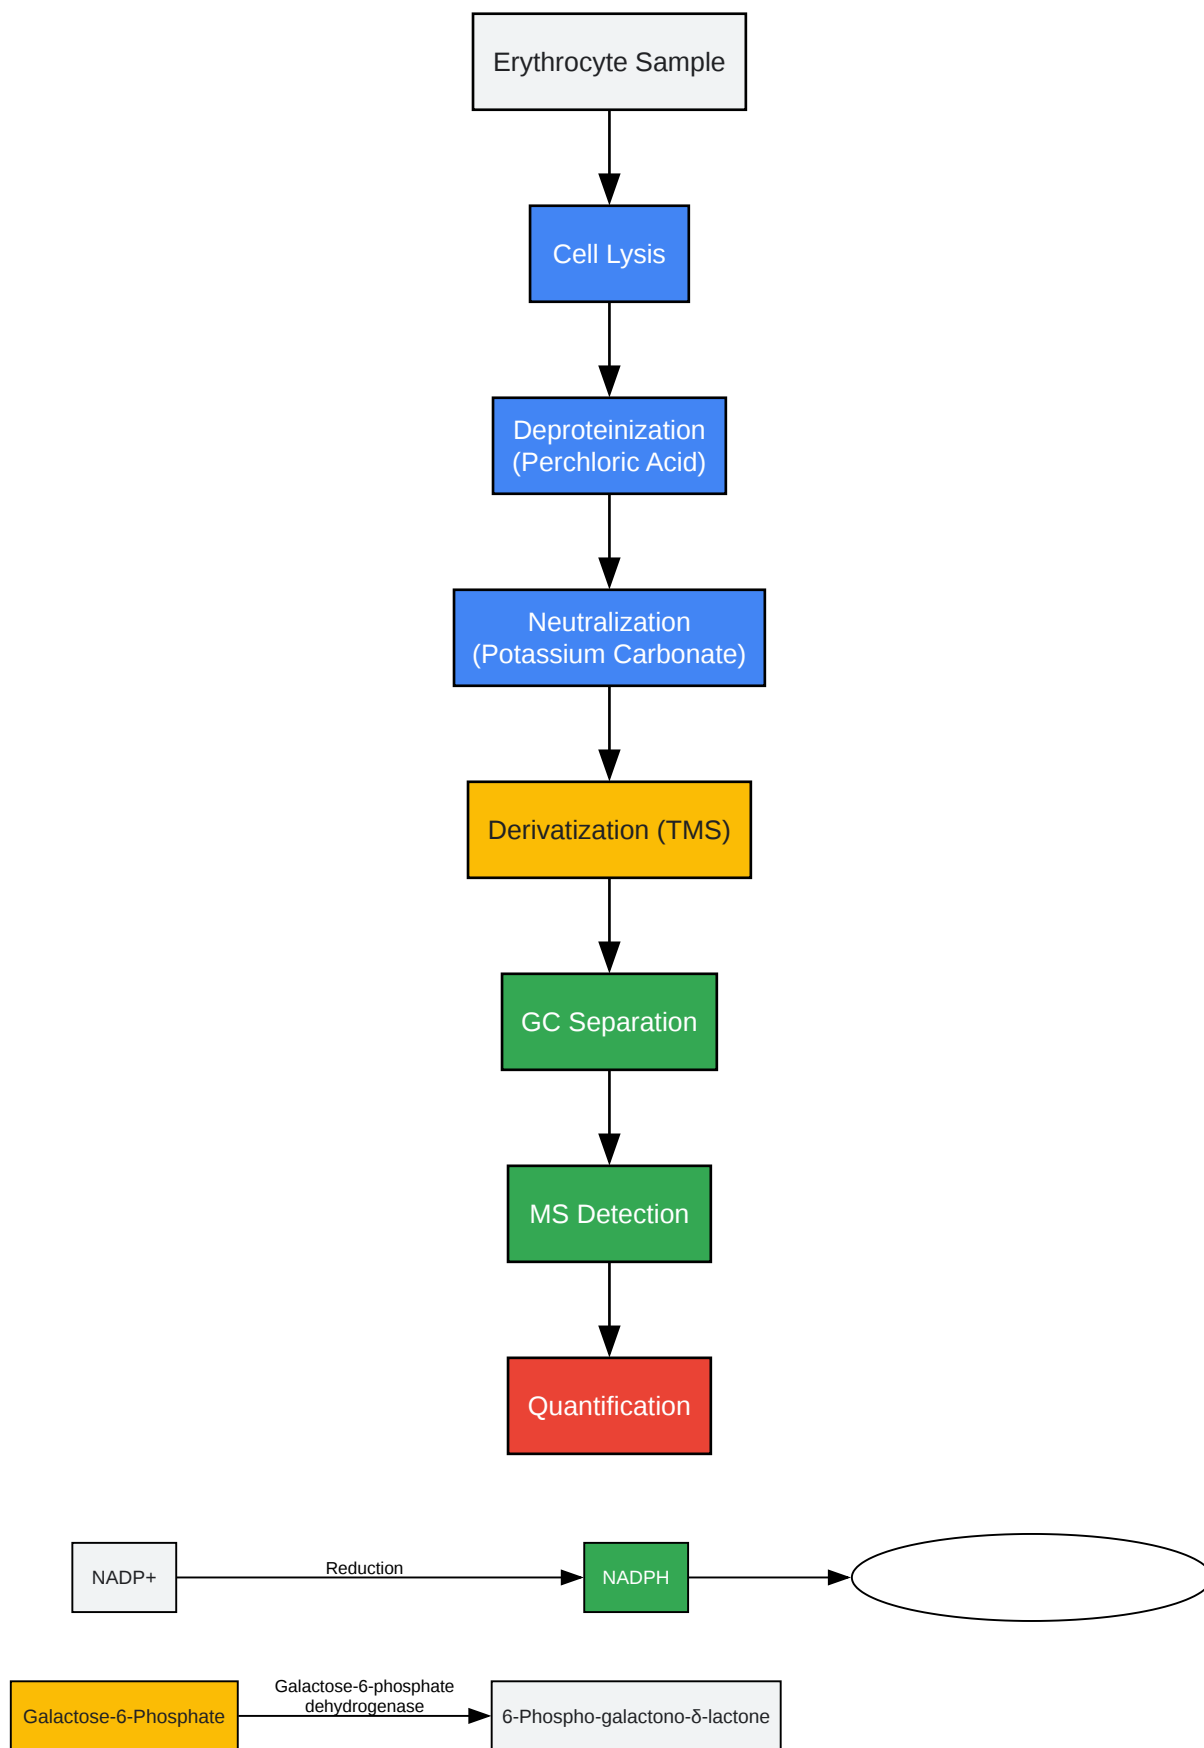 Erythrocyte Sample
Cell Lysis
Deproteinization
(Perchloric Acid)
Neutralization
(Potassium Carbonate)
Derivatization (TMS)
GC Separation
MS Detection
Quantification
NADP+
Reduction
NADPH
Galactose-6-Phosphate
Galactose-6-phosphate
dehydrogenase
6-Phospho-galactono-δ-lactone